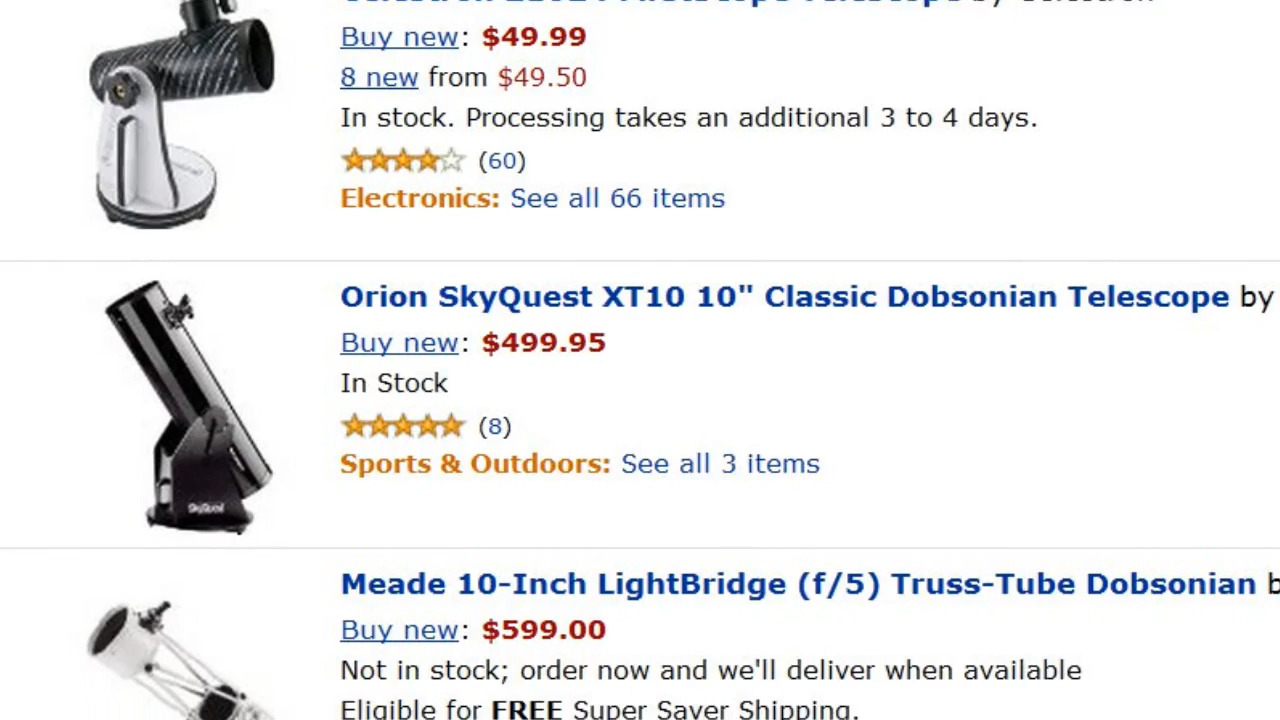 Buy new: $49.99
8 new from $49.50
In stock. Processing takes an additional 3 to 4 days.
(60)
Electronics: See all 66 items
Orion SkyQuest XT10 10" Classic Dobsonian Telescope by
Buy new: $499.95
In Stock
(8)
Sports & Outdoors: See all 3 items
SkyQuest
Meade 10-Inch LightBridge (f/5) Truss-Tube Dobsonian
Buy new: $599.00
Not in stock; order now and we'll deliver when available
Eligible for FREE Super Saver Shipping.